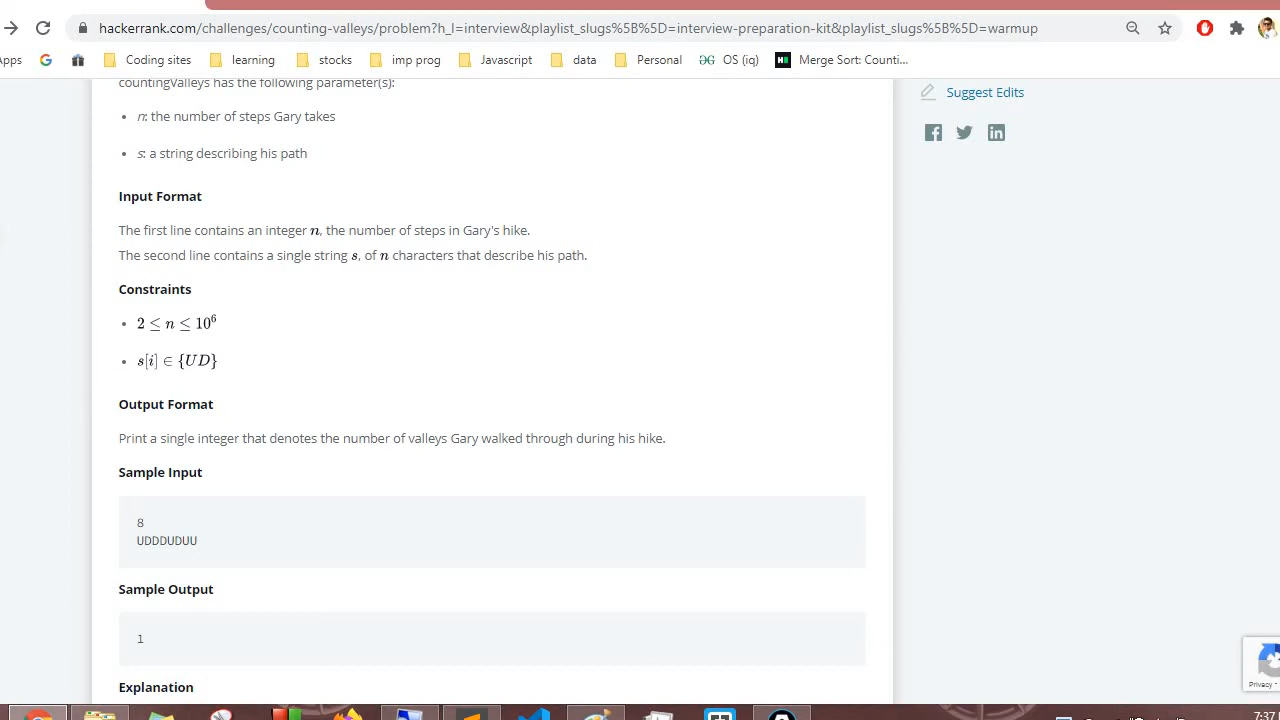 hackerrank.com/challenges/counting-valleys/problem?h_l=interview&playlist_slugs%5B%5D=interview-preparation-kit&playlist_slugs%5B%5D=warmup
Coding sites learning stocks imp prog Javascript data Personal OS (iq) Merge Sort: Counti...
countingValleys has the following parameter(s):
Suggest Edits
n: the number of steps Gary takes
s: a string describing his path
Input Format
The first line contains an integer n, the number of steps in Gary's hike.
The second line contains a single string s, of n characters that describe his path.
Constraints
2 ≤ n ≤ 10⁶
s[i] ∈ {UD}
Output Format
Print a single integer that denotes the number of valleys Gary walked through during his hike.
Sample Input
8
UDDDUDUU
Sample Output
1
Explanation
Privacy -